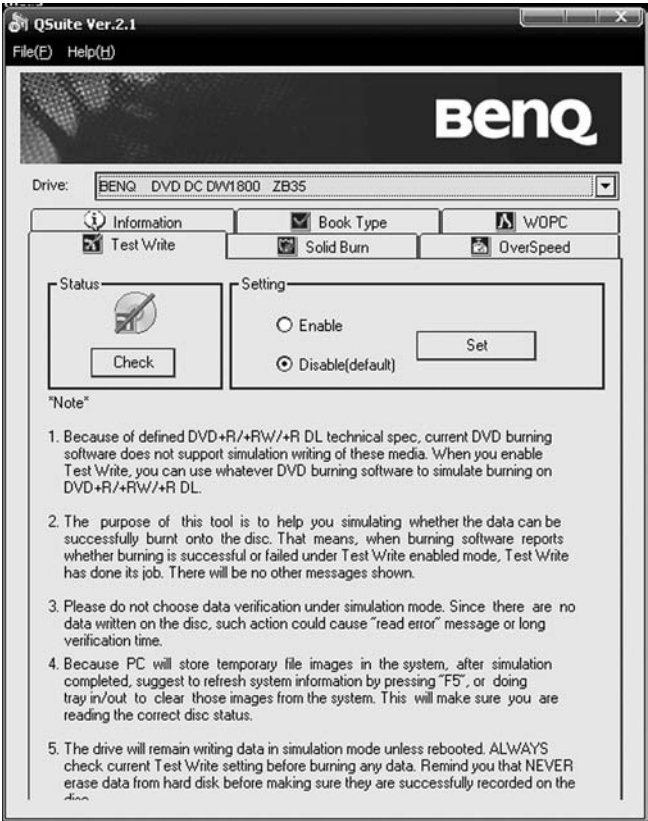 QSuite Ver.2.1
File(F) Help(H)
BenQ
Drive: BENQ DVD DC DW1800 ZB35
Information Book Type WOPC
Test Write Solid Burn OverSpeed
Status Setting
Enable
Set
Check
Disable(default)
"Note"
1. Because of defined DVD+R/+RW/+R DL technical spec, current DVD burning
software does not support simulation writing of these media. When you enable
Test Write, you can use whatever DVD burning software to simulate burning on
DVD+R/+RW/+R DL.
2. The purpose of this tool is to help you simulating whether the data can be
successfully burnt onto the disc. That means, when burning software reports
whether burning is successful or failed under Test Write enabled mode, Test Write
has done its job. There will be no other messages shown.
3. Please do not choose data verification under simulation mode. Since there are no
data written on the disc, such action could cause "read error" message or long
verification time.
4. Because PC will store temporary file images in the system, after simulation
completed, suggest to refresh system information by pressing "F5", or doing
tray in/out to clear those images from the system. This will make sure you are
reading the correct disc status.
5. The drive will remain writing data in simulation mode unless rebooted. ALWAYS
check current Test Write setting before burning any data. Remind you that NEVER
erase data from hard disk before making sure they are successfully recorded on the